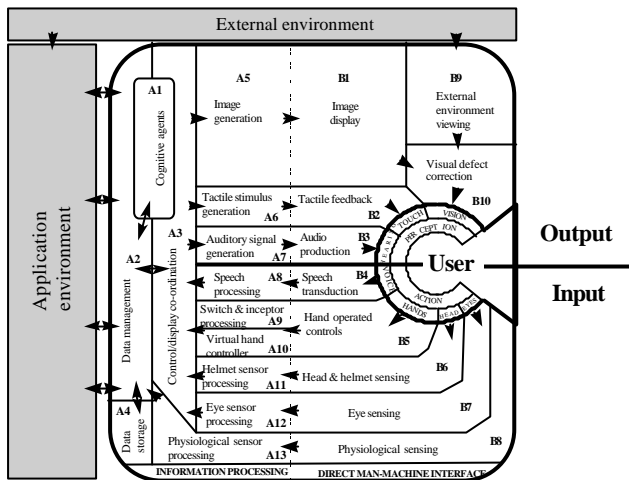 External environment
Application
environment
A1
Cognitive agents
A2
Data management
A3
Control/display co-ordination
A4
Data
storage
A5
Image
generation
B1
Image
display
B9
External
environment
viewing
Visual defect
correction
B10
Tactile stimulus
generation
A6
Tactile feedback
B2
Auditory signal
generation
A7
Audio
production
B3
Speech
processing
A8
Speech
transduction
B4
Switch & inceptor
processing
A9
Hand operated
controls
B5
Virtual hand
controller
A10
Helmet sensor
processing
A11
Head & helmet sensing
B6
Eye sensor
processing
A12
Eye sensing
B7
Physiological sensor
processing
A13
Physiological sensing
B8
TOUCH
VISION
PERCEPT ION
User
ACTION
HANDS
HEAD
EYES
Output
Input
INFORMATION PROCESSING
DIRECT MAN-MACHINE INTERFACE